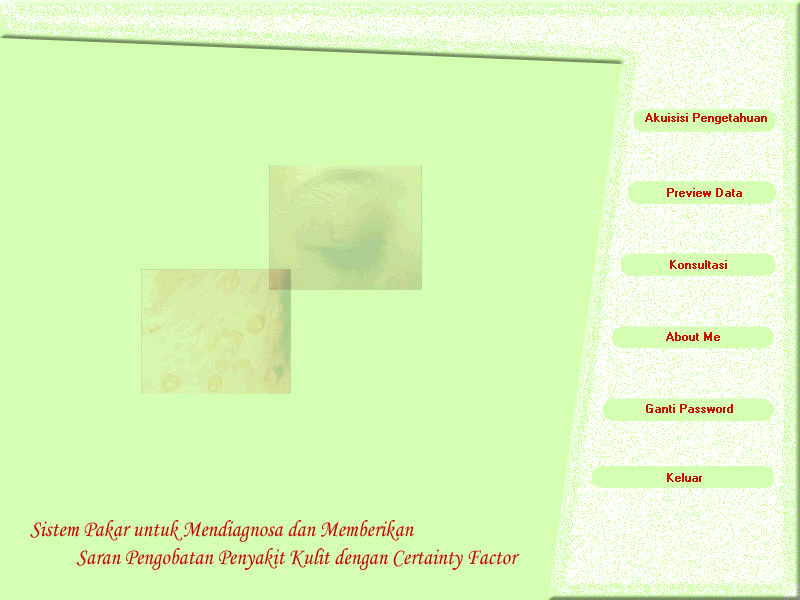 Akuisisi Pengetahuan
Preview Data
Konsultasi
About Me
Ganti Password
Keluar
Sistem Pakar untuk Mendiagnosa dan Memberikan
Saran Pengobatan Penyakit Kulit dengan Certainty Factor